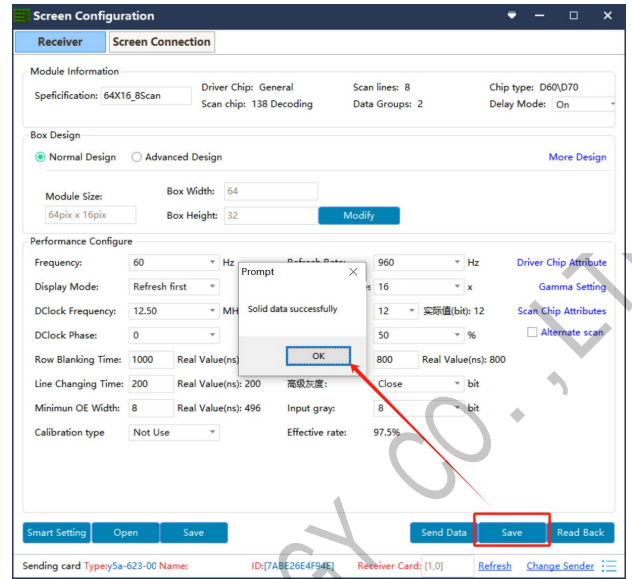 Screen Configuration
Receiver Screen Connection
Module Information
Speficification: 64X16_8Scan Driver Chip: General Scan lines: 8 Chip type: D60\D70
Scan chip: 138 Decoding Data Groups: 2 Delay Mode: On
Box Design
Normal Design Advanced Design More Design
Module Size: Box Width: 64
64pix x 16pix Box Height: 32 Modify
Performance Configure
Frequency: 60 Hz Refresh Rate: 960 Hz Driver Chip Attribute
Prompt
Display Mode: Refresh first 16 x Gamma Setting
DClock Frequency: 12.50 MH Solid data successfully 12 实际值(bit): 12 Scan Chip Attributes
DClock Phase: 0 50 % Alternate scan
Row Blanking Time: 1000 Real Value(ns) OK 800 Real Value(ns): 800
Line Changing Time: 200 Real Value(ns): 200 高级灰度: Close bit
Minimun OE Width: 8 Real Value(ns): 496 Input gray: 8 bit
Calibration type Not Use Effective rate: 97.5%
Smart Setting Open Save Send Data Save Read Back
Sending card Type:y5a-623-00 Name: ID:[7ABE26E4F94E] Receiver Card: [1,0] Refresh Change Sender
CO.,